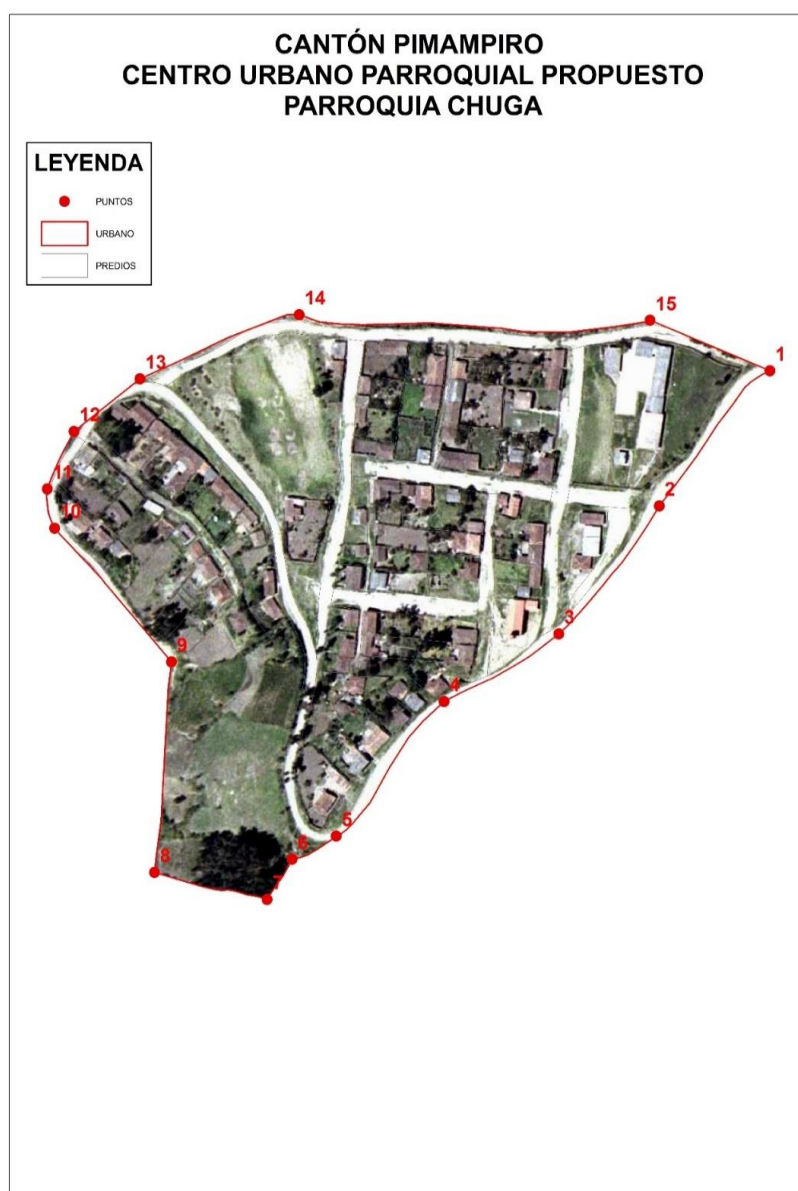 CANTÓN PIMAMPIRO
CENTRO URBANO PARROQUIAL PROPUESTO
PARROQUIA CHUGA
LEYENDA
PUNTOS
URBANO
PREDIOS
14
15
1
13
12
11
2
10
3
9
4
5
6
8
7